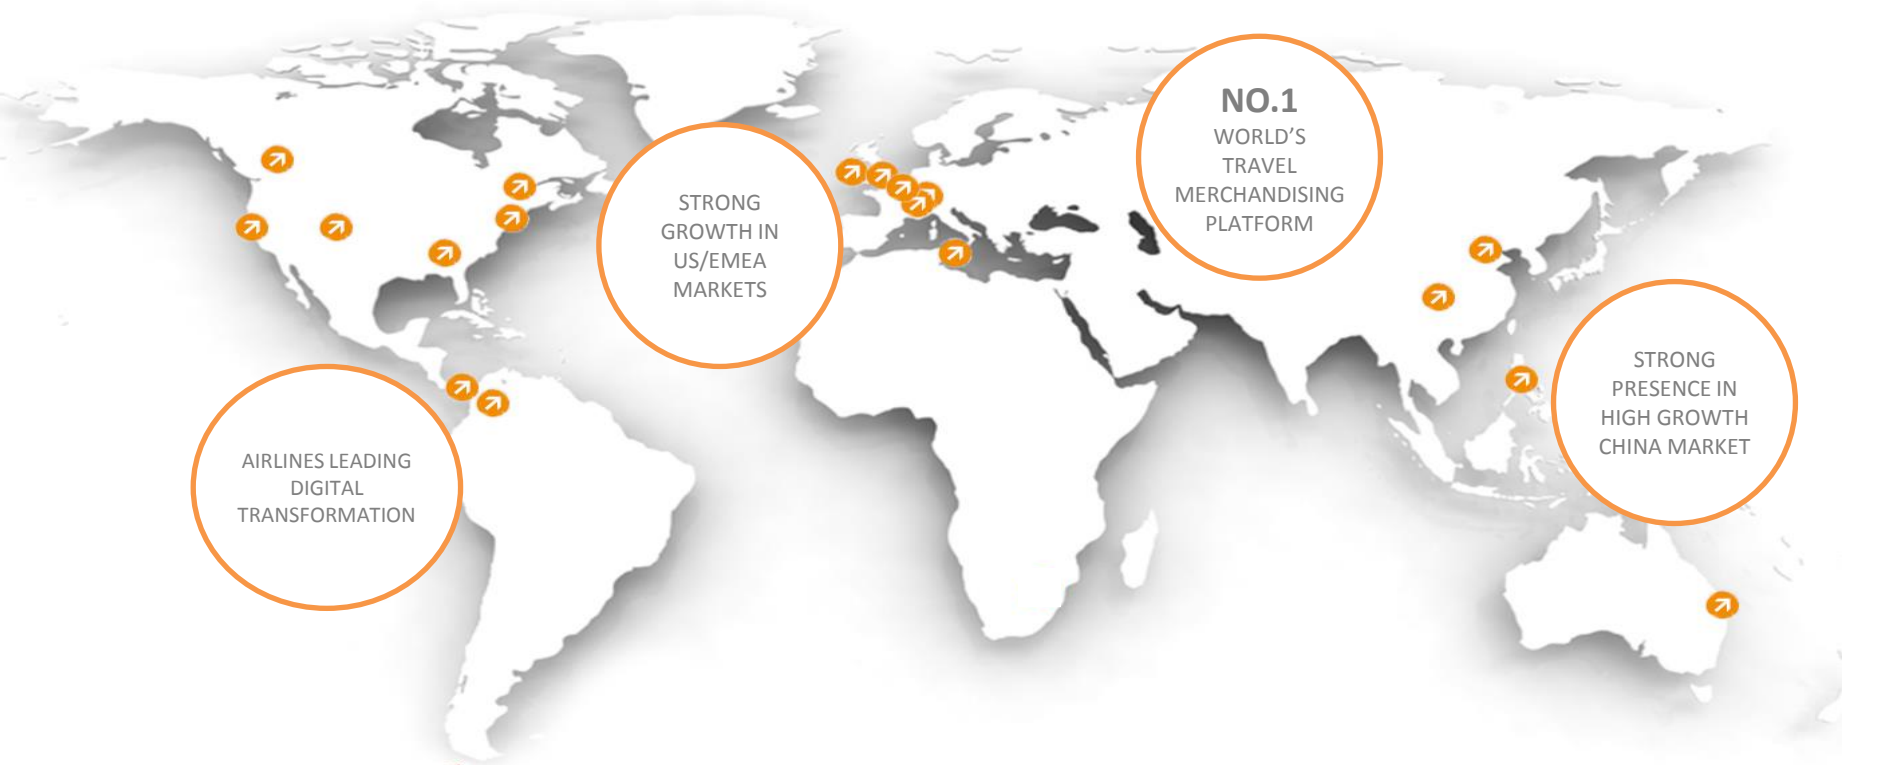 NO.1
WORLD’S
TRAVEL
MERCHANDISING
PLATFORM
STRONG
GROWTH IN
US/EMEA
MARKETS
STRONG
PRESENCE IN
HIGH GROWTH
CHINA MARKET
AIRLINES LEADING
DIGITAL
TRANSFORMATION